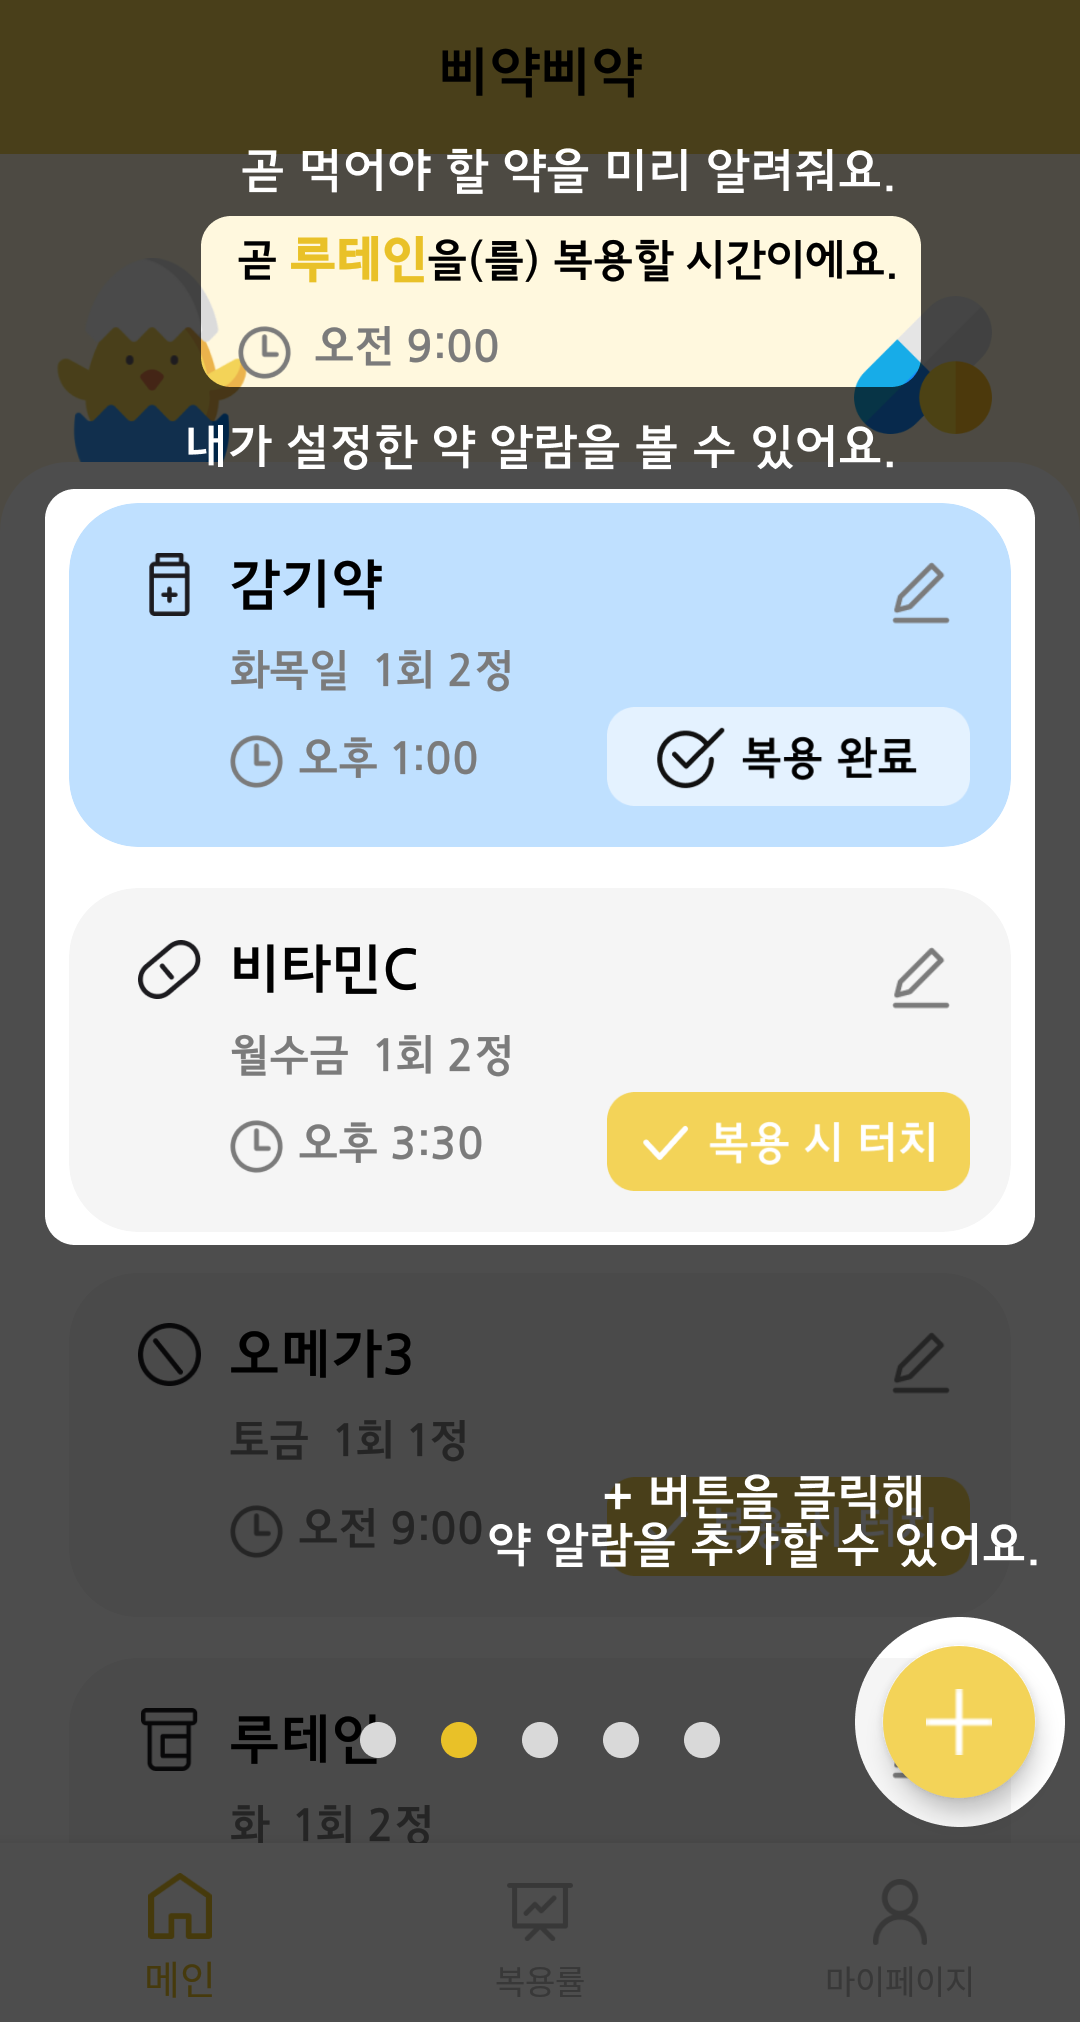 삐약삐약
곧 먹어야 할 약을 미리 알려줘요.
곧 루테인을(를) 복용할 시간이에요.
오전 9:00
내가 설정한 약 알람을 볼 수 있어요.
감기약
화목일 1회 2정
오후 1:00
복용 완료
비타민C
월수금 1회 2정
오후 3:30
복용 시 터치
오메가3
토금 1회 1정
오전 9:00
복용 시 터치
+ 버튼을 클릭해
약 알람을 추가할 수 있어요.
루테인
화 1회 2정
메인
복용률
마이페이지